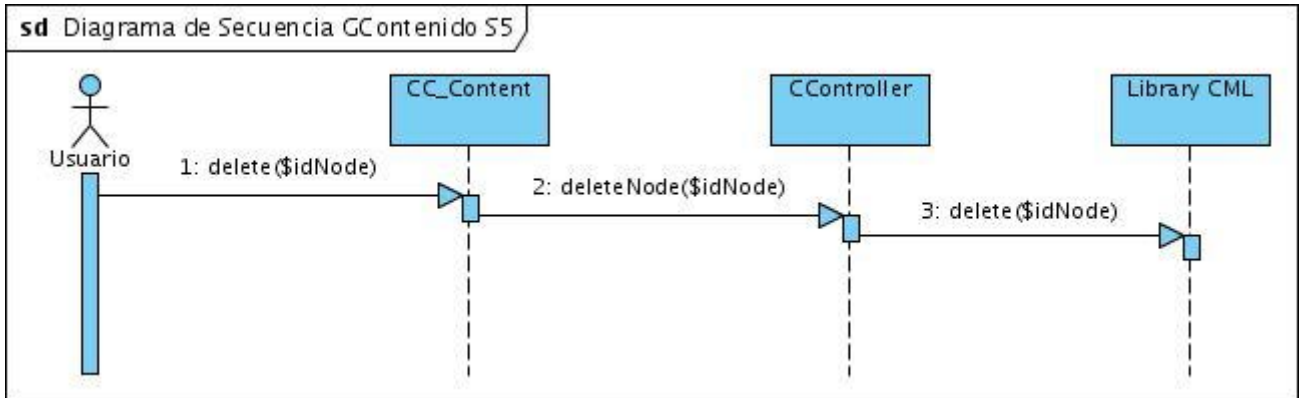 sd Diagrama de Secuencia GContenido S5
CC_Content
CController
Library CML
Usuario
1: delete($idNode)
2: deleteNode($idNode)
3: delete($idNode)